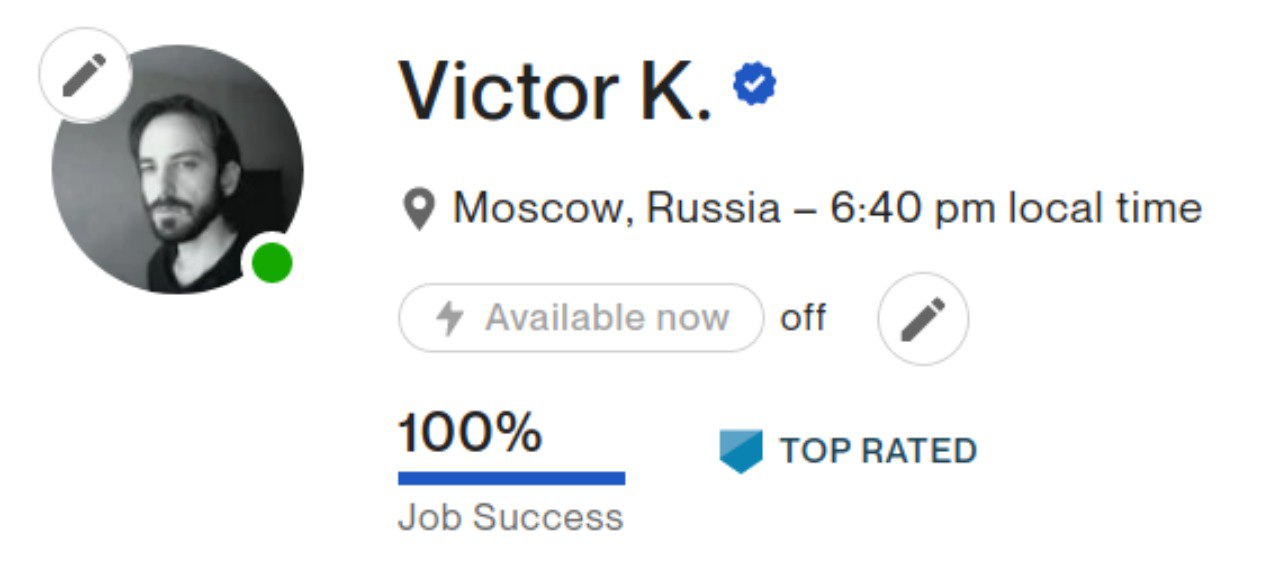 Victor K.
Moscow, Russia – 6:40 pm local time
Available now off
100%
TOP RATED
Job Success